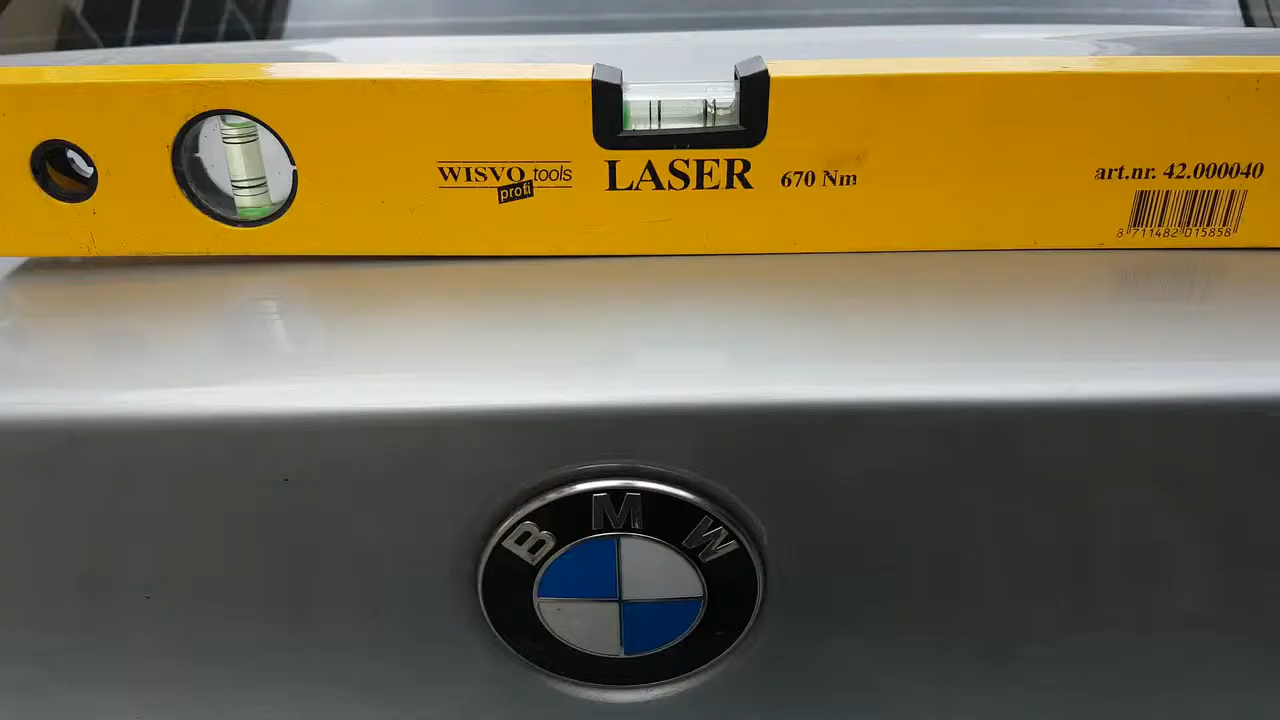 WISVO tools
profi
LASER 670 Nm
art.nr. 42.000040
8 711482 015858
BMW